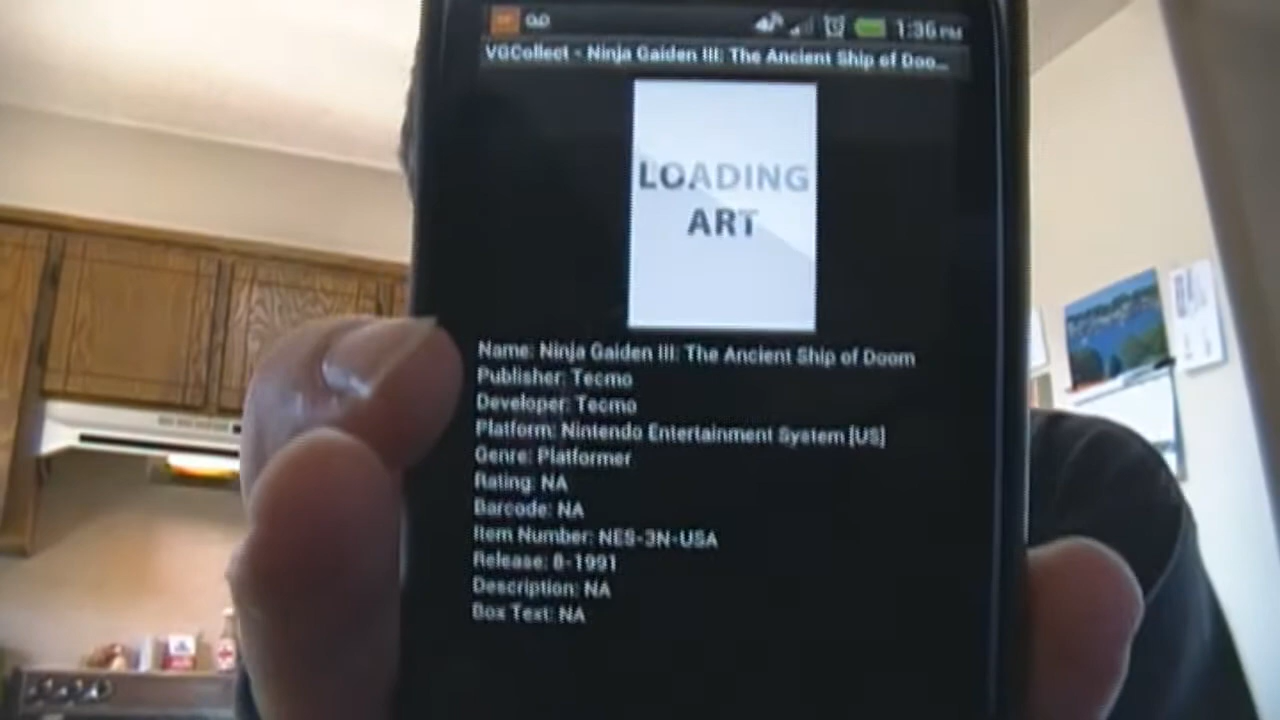 1:36 PM
VGCollect - Ninja Gaiden III: The Ancient Ship of Doo...
LOADING
ART
Name: Ninja Gaiden III: The Ancient Ship of Doom
Publisher: Tecmo
Developer: Tecmo
Platform: Nintendo Entertainment System [US]
Genre: Platformer
Rating: NA
Barcode: NA
Item Number: NES-3N-USA
Release: 8-1991
Description: NA
Box Text: NA